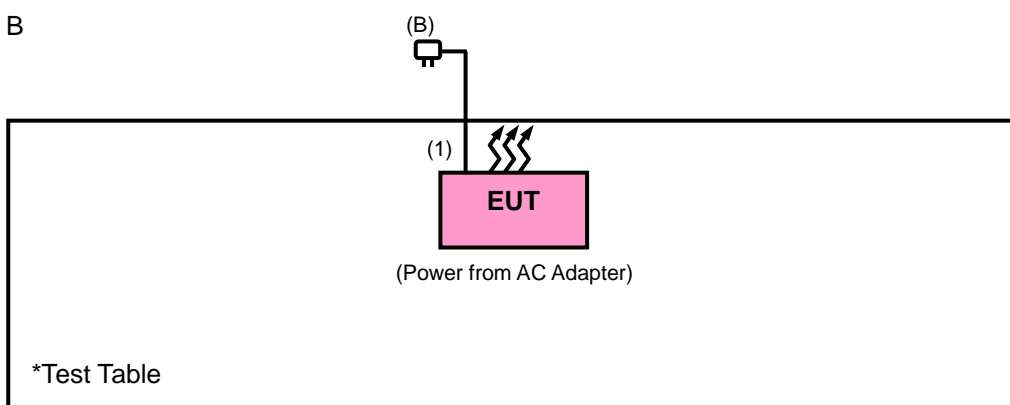 B
(B)
(1)
EUT
(Power from AC Adapter)
*Test Table